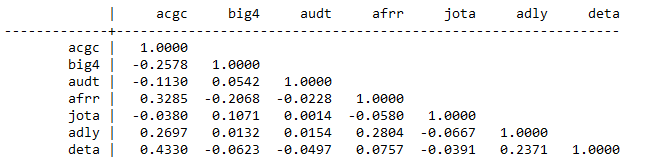 | acgc big4 audt afrr jota adly deta
-------------+---------------------------------------------------------------
acgc | 1.0000
big4 | -0.2578 1.0000
audt | -0.1130 0.0542 1.0000
afrr | 0.3285 -0.2068 -0.0228 1.0000
jota | -0.0380 0.1071 0.0014 -0.0580 1.0000
adly | 0.2697 0.0132 0.0154 0.2804 -0.0667 1.0000
deta | 0.4330 -0.0623 -0.0497 0.0757 -0.0391 0.2371 1.0000